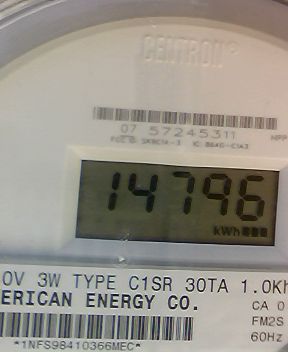 CENTRON®
07 57245311
14796
kWh
0V 3W TYPE C1SR 30TA 1.0Kh
ERICAN ENERGY CO.
CA 0
FM2S
60Hz
*1NFS98410366MEC*